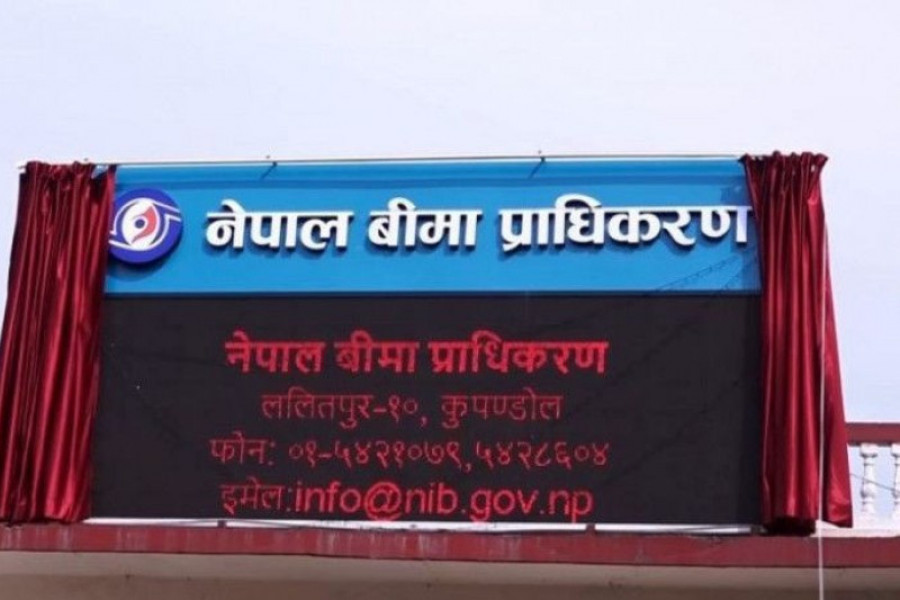 नेपाल बीमा प्राधिकरण
नेपाल बीमा प्राधिकरण
ललितपुर-१०, कुपण्डोल
फोन: ०१-५४२१०७९,५४२८६०४
इमेल:info@nib.gov.np